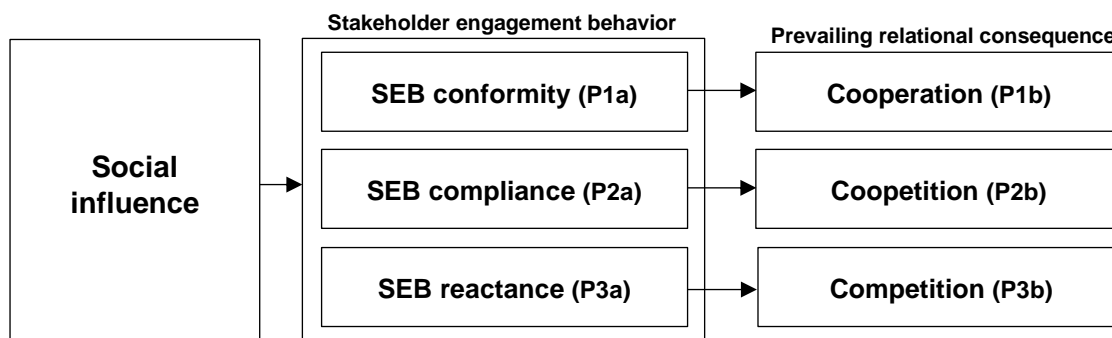 Stakeholder engagement behavior
Prevailing relational consequence
Social
influence
SEB conformity (P1a)
Cooperation (P1b)
SEB compliance (P2a)
Coopetition (P2b)
SEB reactance (P3a)
Competition (P3b)